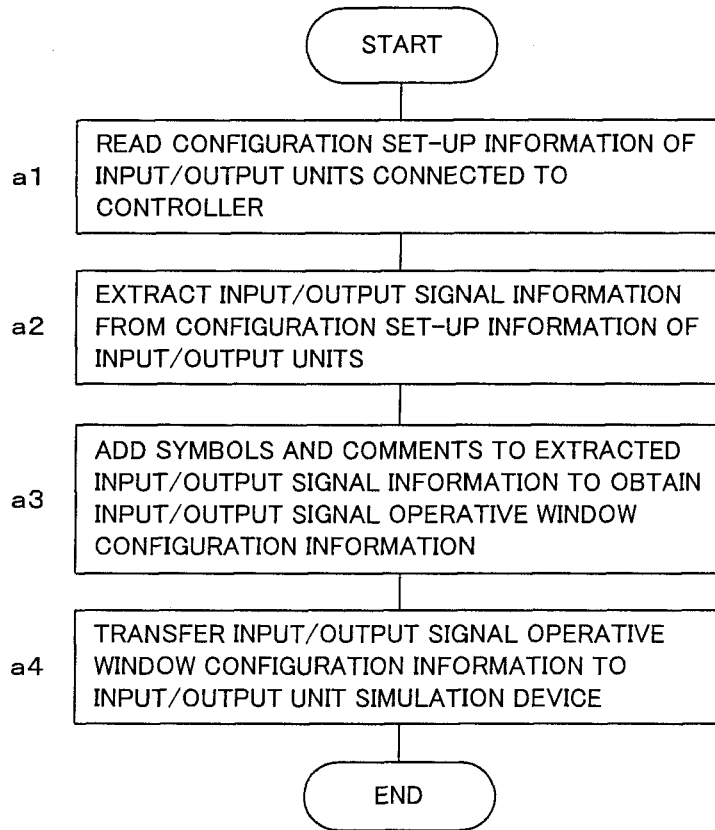 START
a1
READ CONFIGURATION SET-UP INFORMATION OF
INPUT/OUTPUT UNITS CONNECTED TO
CONTROLLER
a2
EXTRACT INPUT/OUTPUT SIGNAL INFORMATION
FROM CONFIGURATION SET-UP INFORMATION OF
INPUT/OUTPUT UNITS
a3
ADD SYMBOLS AND COMMENTS TO EXTRACTED
INPUT/OUTPUT SIGNAL INFORMATION TO OBTAIN
INPUT/OUTPUT SIGNAL OPERATIVE WINDOW
CONFIGURATION INFORMATION
a4
TRANSFER INPUT/OUTPUT SIGNAL OPERATIVE
WINDOW CONFIGURATION INFORMATION TO
INPUT/OUTPUT UNIT SIMULATION DEVICE
END